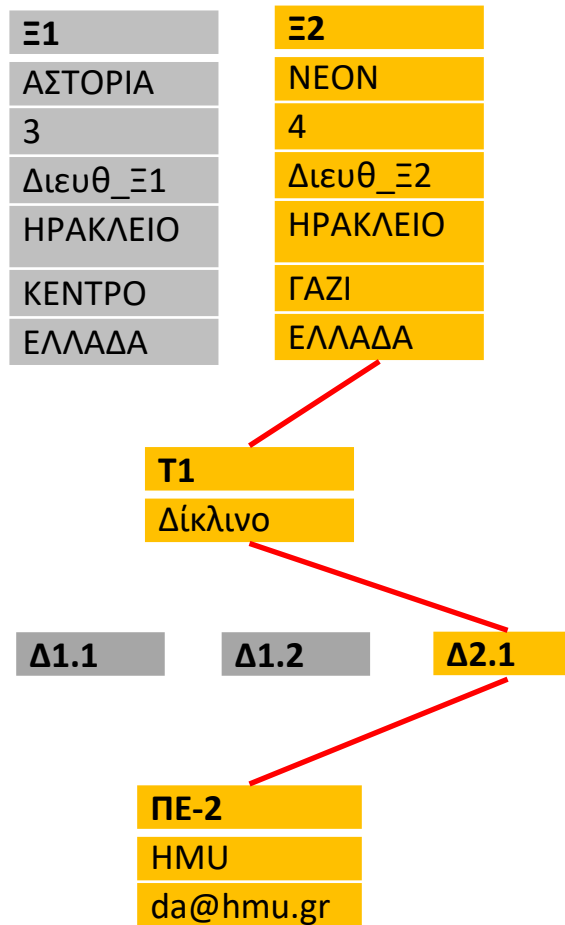 Ξ1
ΑΣΤΟΡΙΑ
3
Διευθ_Ξ1
ΗΡΑΚΛΕΙΟ
ΚΕΝΤΡΟ
ΕΛΛΑΔΑ
Ξ2
ΝΕΟΝ
4
Διευθ_Ξ2
ΗΡΑΚΛΕΙΟ
ΓΑΖΙ
ΕΛΛΑΔΑ
Τ1
Δίκλινο
Δ1.1
Δ1.2
Δ2.1
ΠΕ-2
HMU
da@hmu.gr